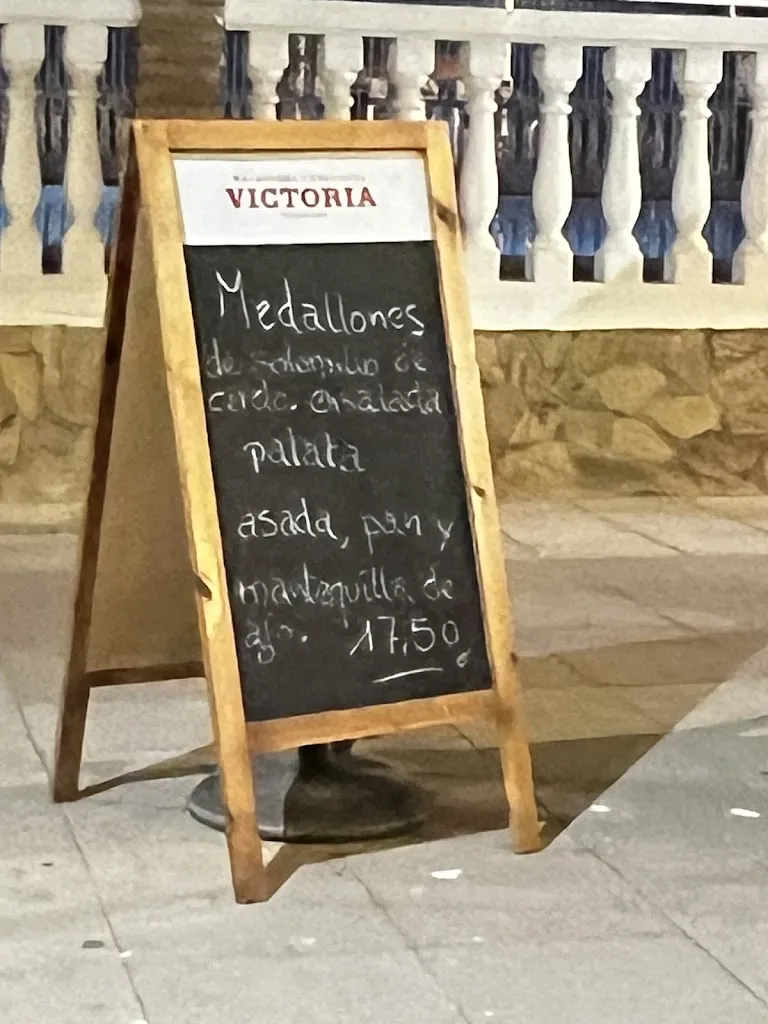 VICTORIA
Medallones
de solomillo de
cerdo. ensalada
patata
asada, pan y
mantequilla de
ajo. 17,50